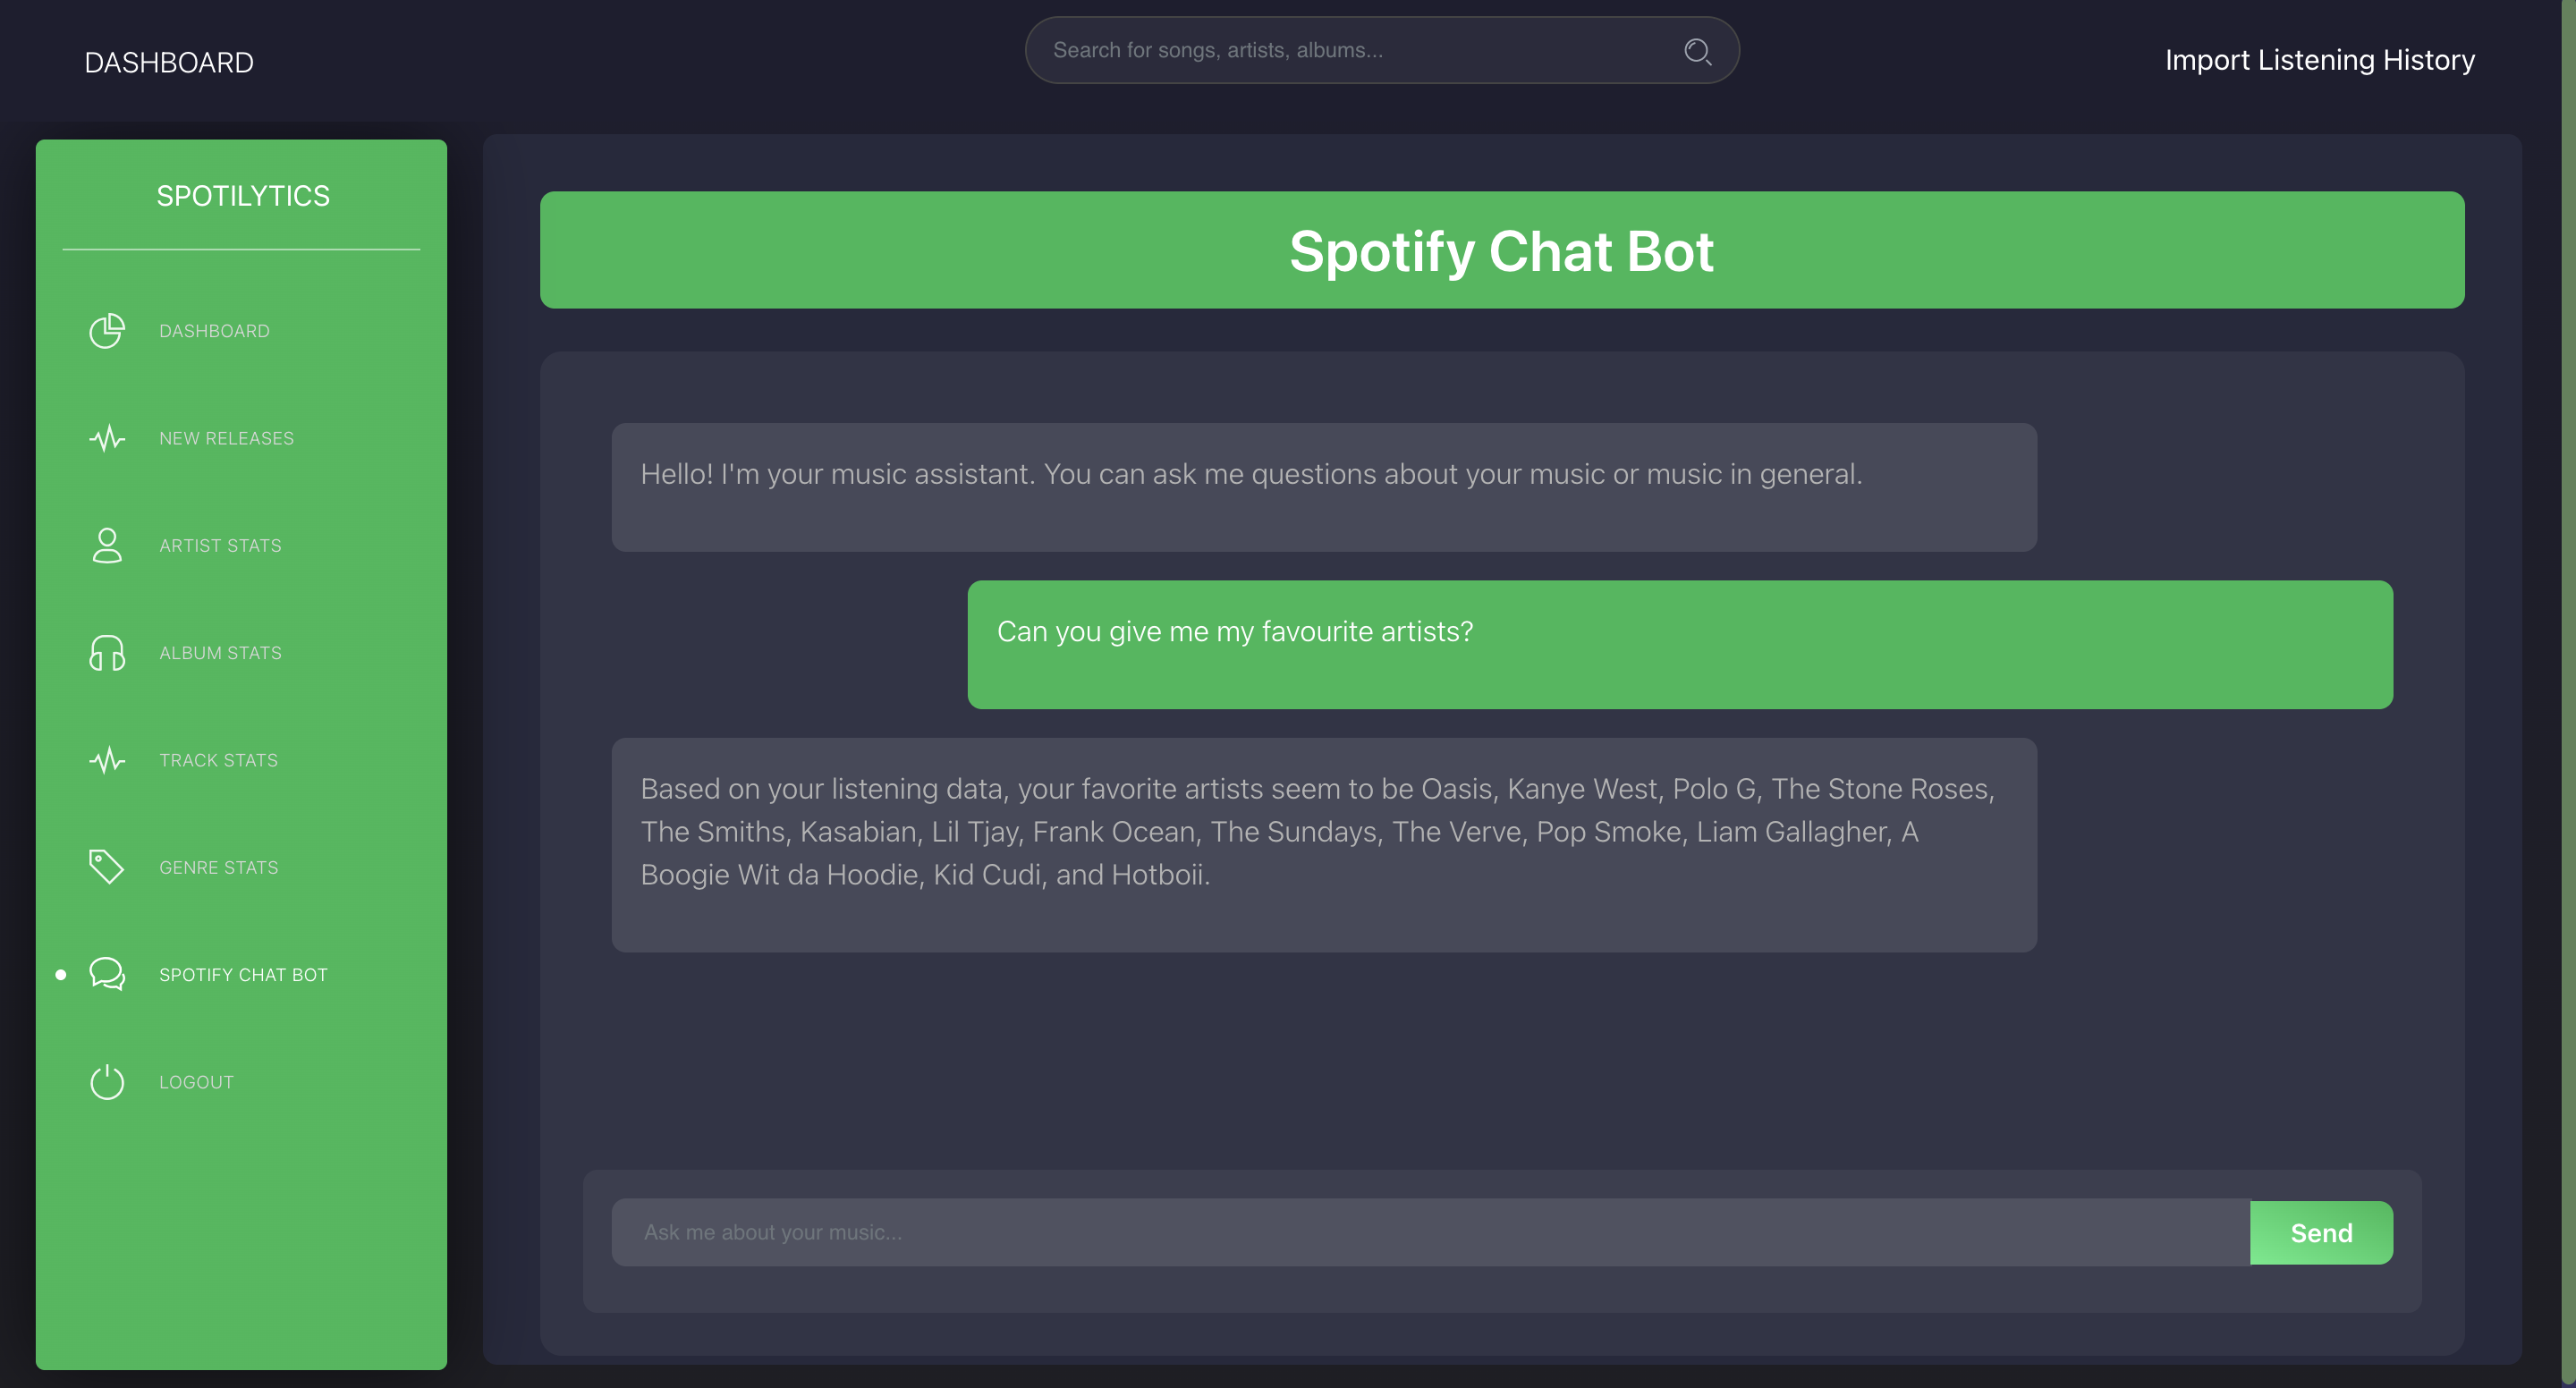 DASHBOARD
Search for songs, artists, albums...
Import Listening History
SPOTILYTICS
DASHBOARD
NEW RELEASES
ARTIST STATS
ALBUM STATS
TRACK STATS
GENRE STATS
SPOTIFY CHAT BOT
LOGOUT
Spotify Chat Bot
Hello! I'm your music assistant. You can ask me questions about your music or music in general.
Can you give me my favourite artists?
Based on your listening data, your favorite artists seem to be Oasis, Kanye West, Polo G, The Stone Roses,
The Smiths, Kasabian, Lil Tjay, Frank Ocean, The Sundays, The Verve, Pop Smoke, Liam Gallagher, A
Boogie Wit da Hoodie, Kid Cudi, and Hotboii.
Ask me about your music...
Send